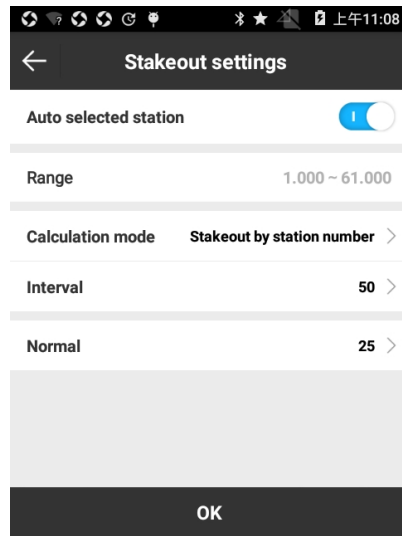 上午11:08
Stakeout settings
Auto selected station
Range 1.000 ~ 61.000
Calculation mode Stakeout by station number
Interval 50
Normal 25
OK